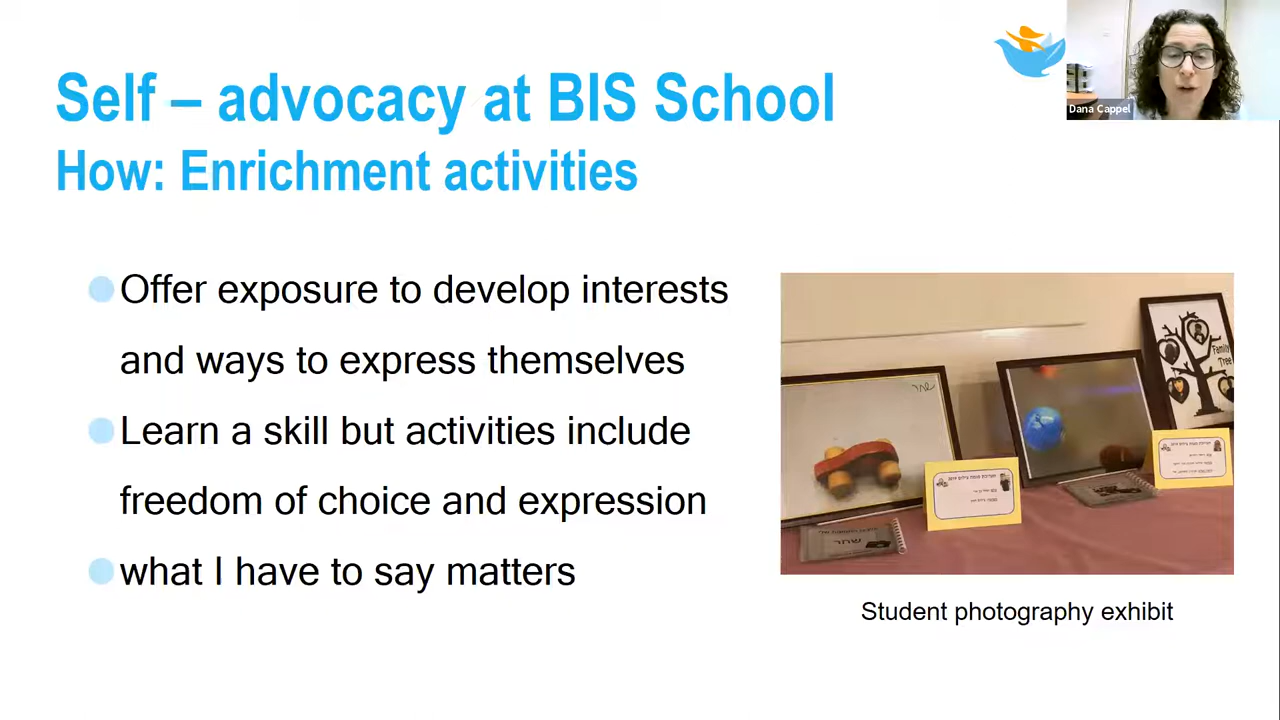 Self – advocacy at BIS School
How: Enrichment activities
Dana Cappel
Offer exposure to develop interests
and ways to express themselves
Learn a skill but activities include
freedom of choice and expression
what I have to say matters
שחר
Family
Tree
שחר
Student photography exhibit